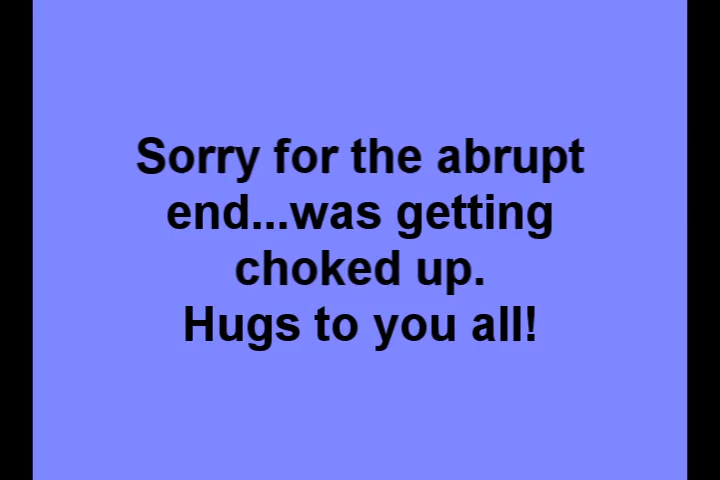 Sorry for the abrupt
end...was getting
choked up.
Hugs to you all!